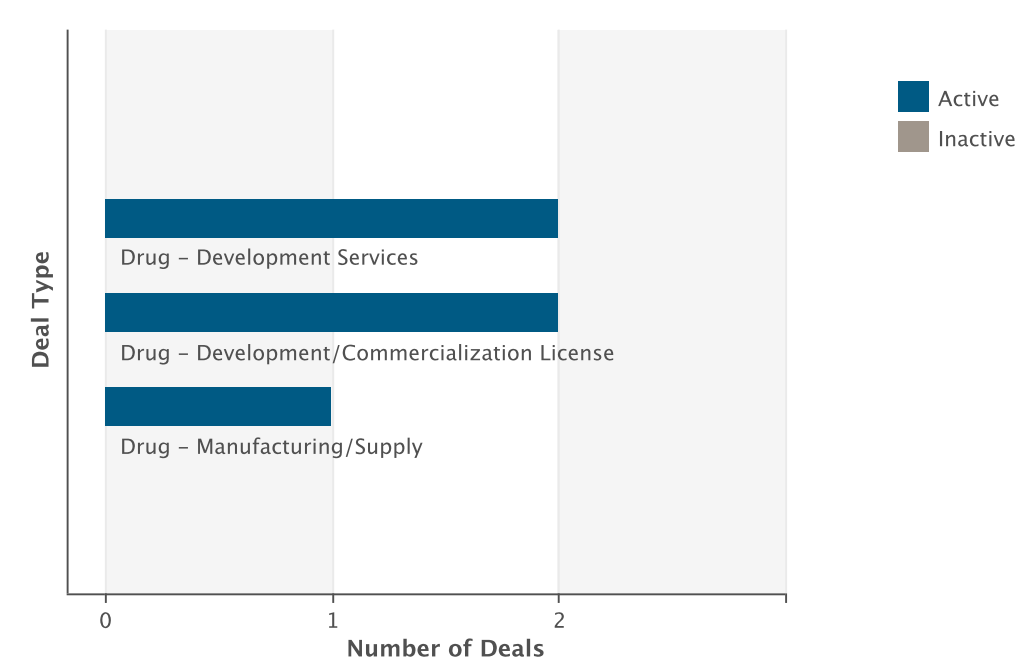 Active
Inactive
Drug – Development Services
Drug – Development/Commercialization License
Drug – Manufacturing/Supply
Deal Type
0 1 2
Number of Deals